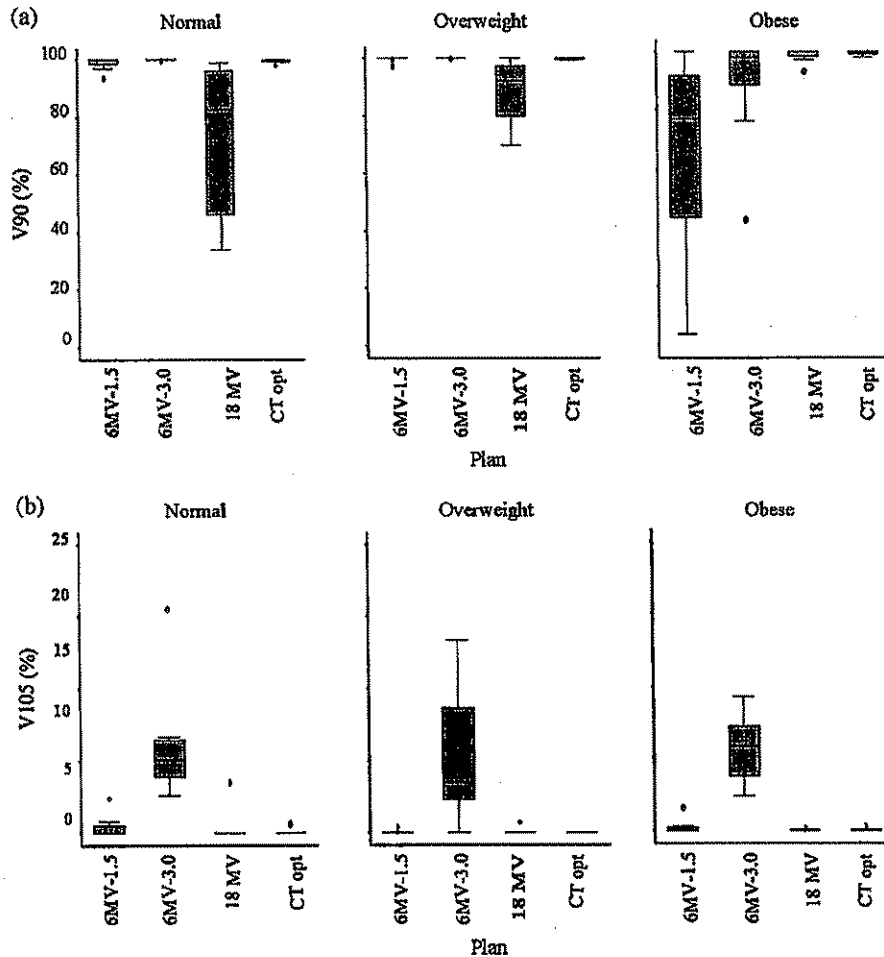 (a)
Normal
Overweight
Obese
V90 (%)
100
80
60
40
20
0
6MV-1.5
6MV-3.0
18 MV
CT opt
6MV-1.5
6MV-3.0
18 MV
CT opt
6MV-1.5
6MV-3.0
18 MV
CT opt
Plan
(b)
Normal
Overweight
Obese
V105 (%)
25
20
15
10
5
0
6MV-1.5
6MV-3.0
18 MV
CT opt
6MV-1.5
6MV-3.0
18 MV
CT opt
6MV-1.5
6MV-3.0
18 MV
CT opt
Plan